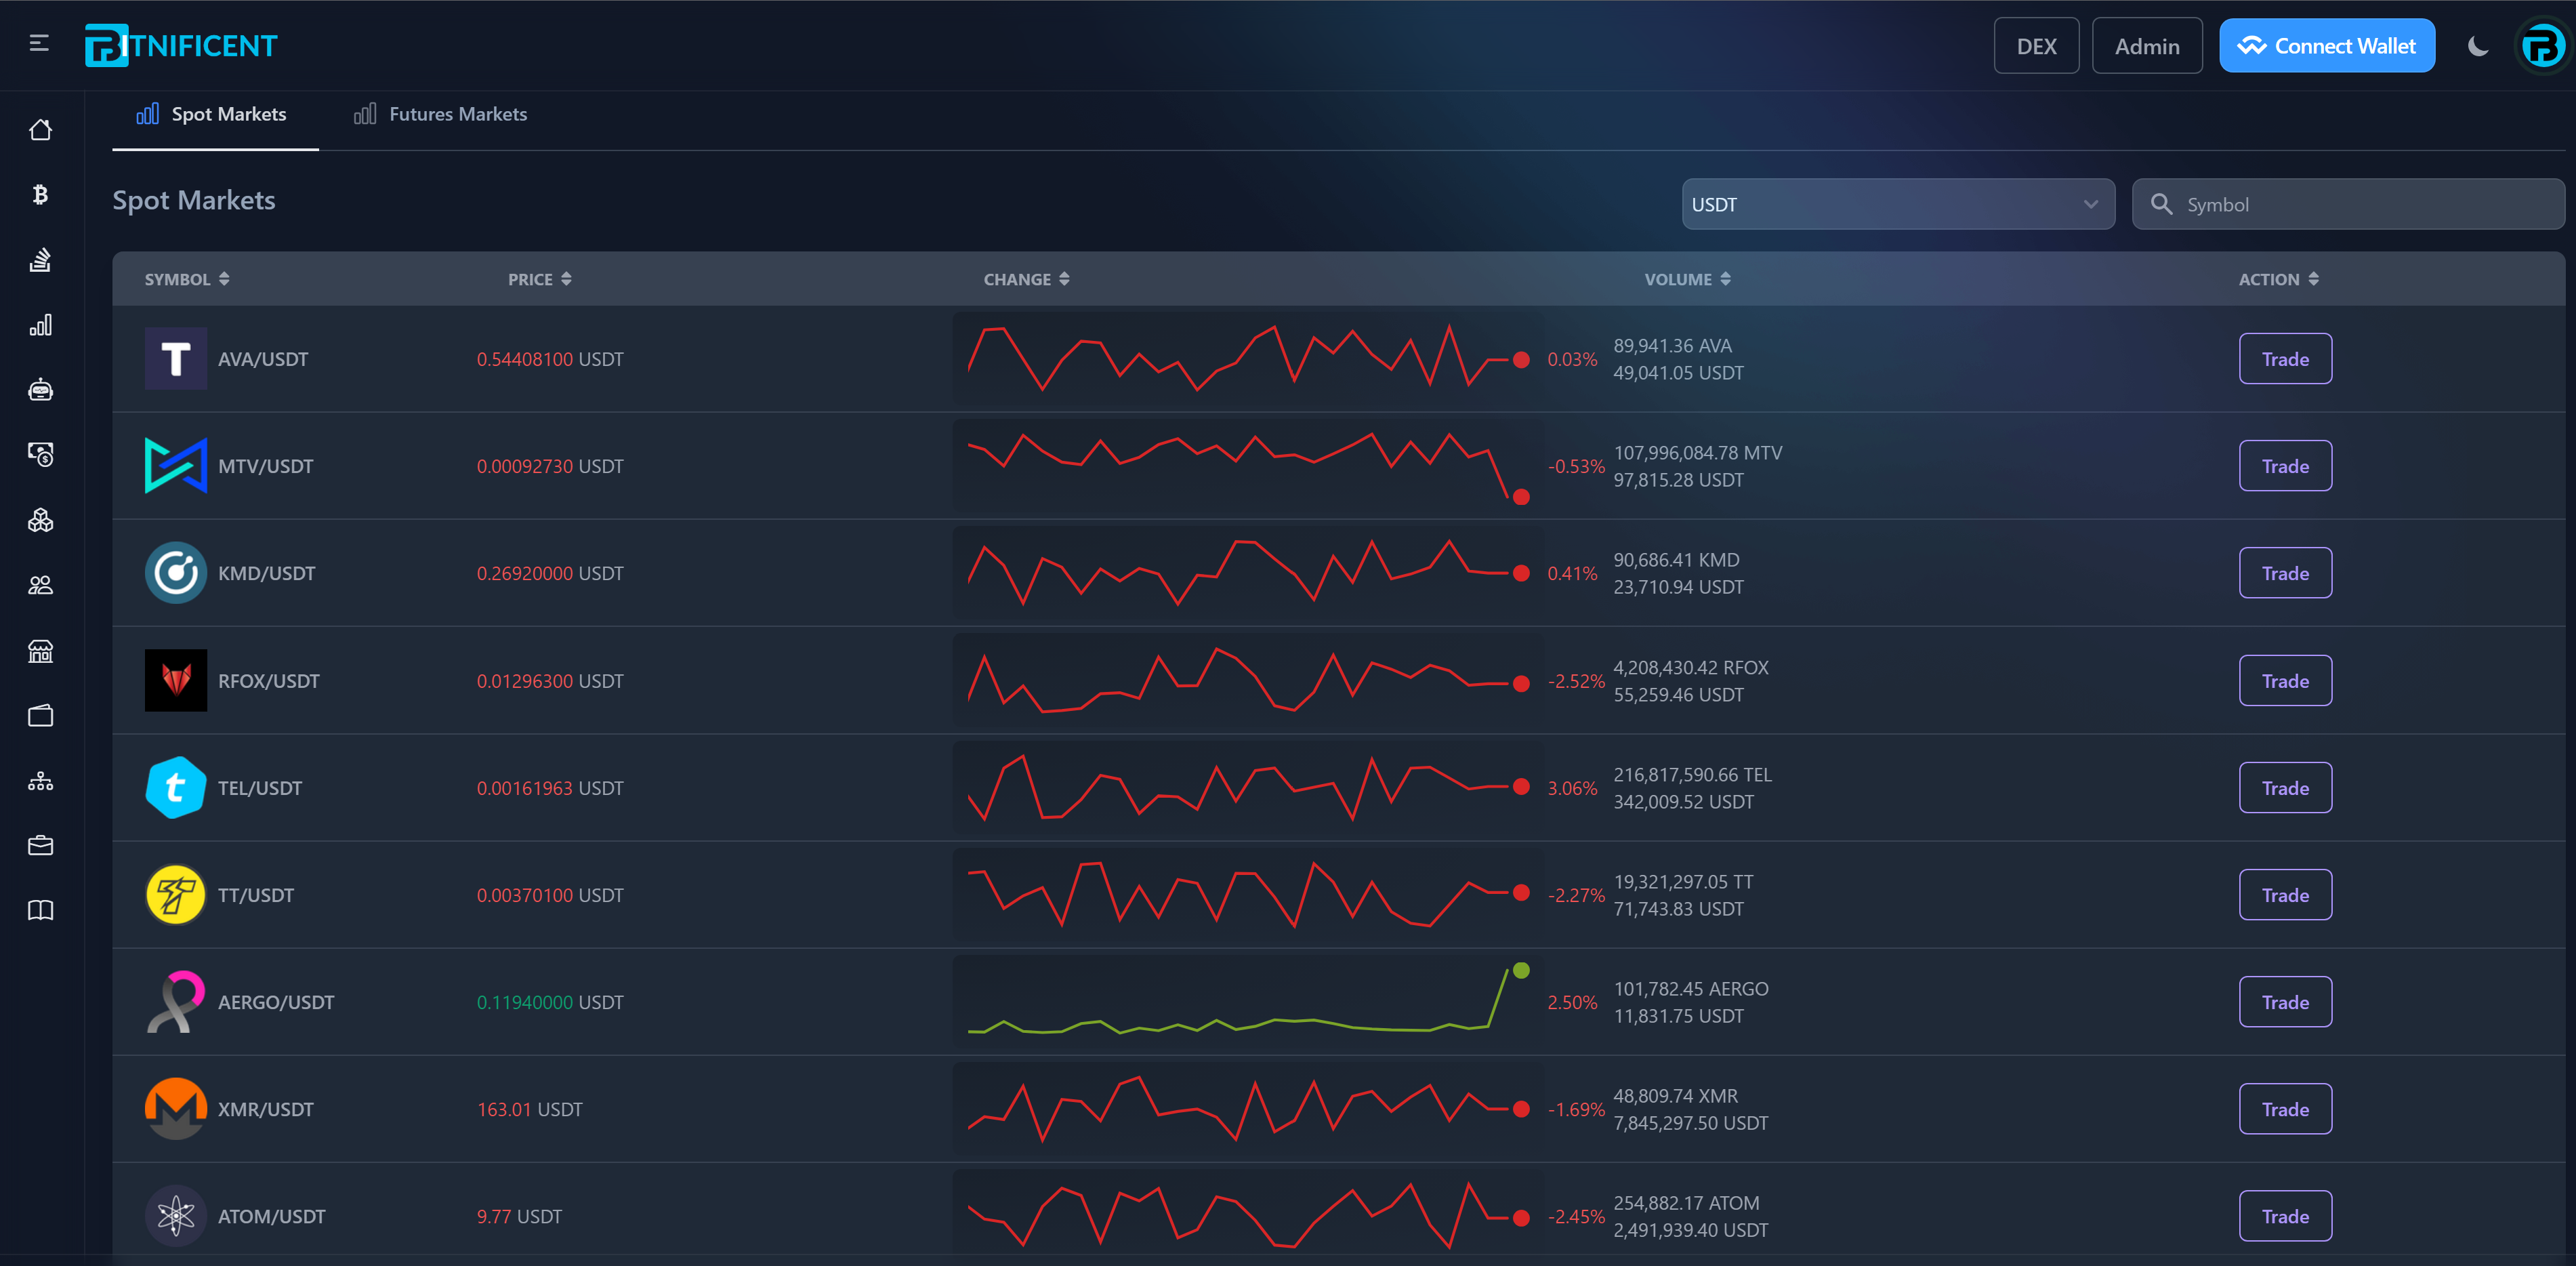 BITNIFICENT
DEX
Admin
Connect Wallet
Spot Markets
Futures Markets
Spot Markets
USDT
Symbol
SYMBOL
PRICE
CHANGE
VOLUME
ACTION
AVA/USDT
0.54408100 USDT
0.03%
89,941.36 AVA
49,041.05 USDT
Trade
MTV/USDT
0.00092730 USDT
-0.53%
107,996,084.78 MTV
97,815.28 USDT
Trade
KMD/USDT
0.26920000 USDT
0.41%
90,686.41 KMD
23,710.94 USDT
Trade
RFOX/USDT
0.01296300 USDT
-2.52%
4,208,430.42 RFOX
55,259.46 USDT
Trade
TEL/USDT
0.00161963 USDT
3.06%
216,817,590.66 TEL
342,009.52 USDT
Trade
TT/USDT
0.00370100 USDT
-2.27%
19,321,297.05 TT
71,743.83 USDT
Trade
AERGO/USDT
0.11940000 USDT
2.50%
101,782.45 AERGO
11,831.75 USDT
Trade
XMR/USDT
163.01 USDT
-1.69%
48,809.74 XMR
7,845,297.50 USDT
Trade
ATOM/USDT
9.77 USDT
-2.45%
254,882.17 ATOM
2,491,939.40 USDT
Trade